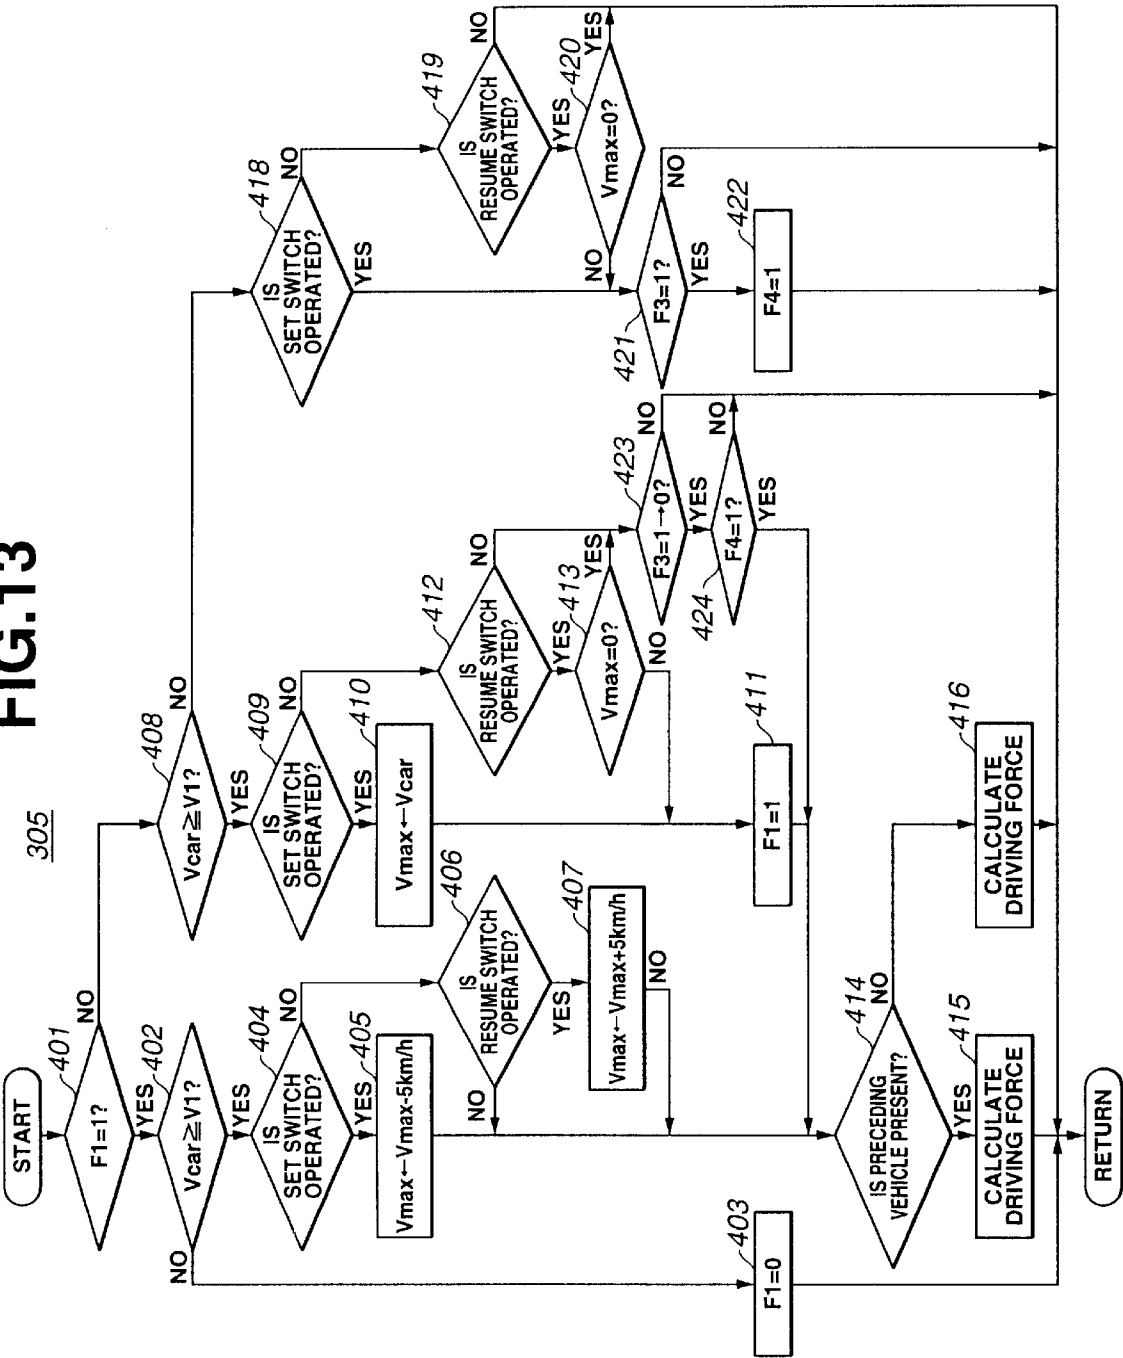 FIG.13
305
START
401
F1=1?
NO
YES
402
Vcar≧V1?
NO
YES
404
IS
SET SWITCH
OPERATED?
NO
YES
405
Vmax←Vmax-5km/h
406
IS
RESUME SWITCH
OPERATED?
NO
YES
407
Vmax←Vmax+5km/h
NO
403
F1=0
408
Vcar≧V1?
NO
YES
409
IS
SET SWITCH
OPERATED?
NO
YES
410
Vmax←Vcar
412
IS
RESUME SWITCH
OPERATED?
NO
YES
413
Vmax=0?
YES
NO
411
F1=1
423
F3=1→0?
NO
YES
424
F4=1?
NO
YES
418
IS
SET SWITCH
OPERATED?
NO
YES
419
IS
RESUME SWITCH
OPERATED?
NO
YES
420
Vmax=0?
YES
NO
421
F3=1?
NO
YES
422
F4=1
414
IS PRECEDING
VEHICLE PRESENT?
NO
YES
415
CALCULATE
DRIVING FORCE
416
CALCULATE
DRIVING FORCE
RETURN